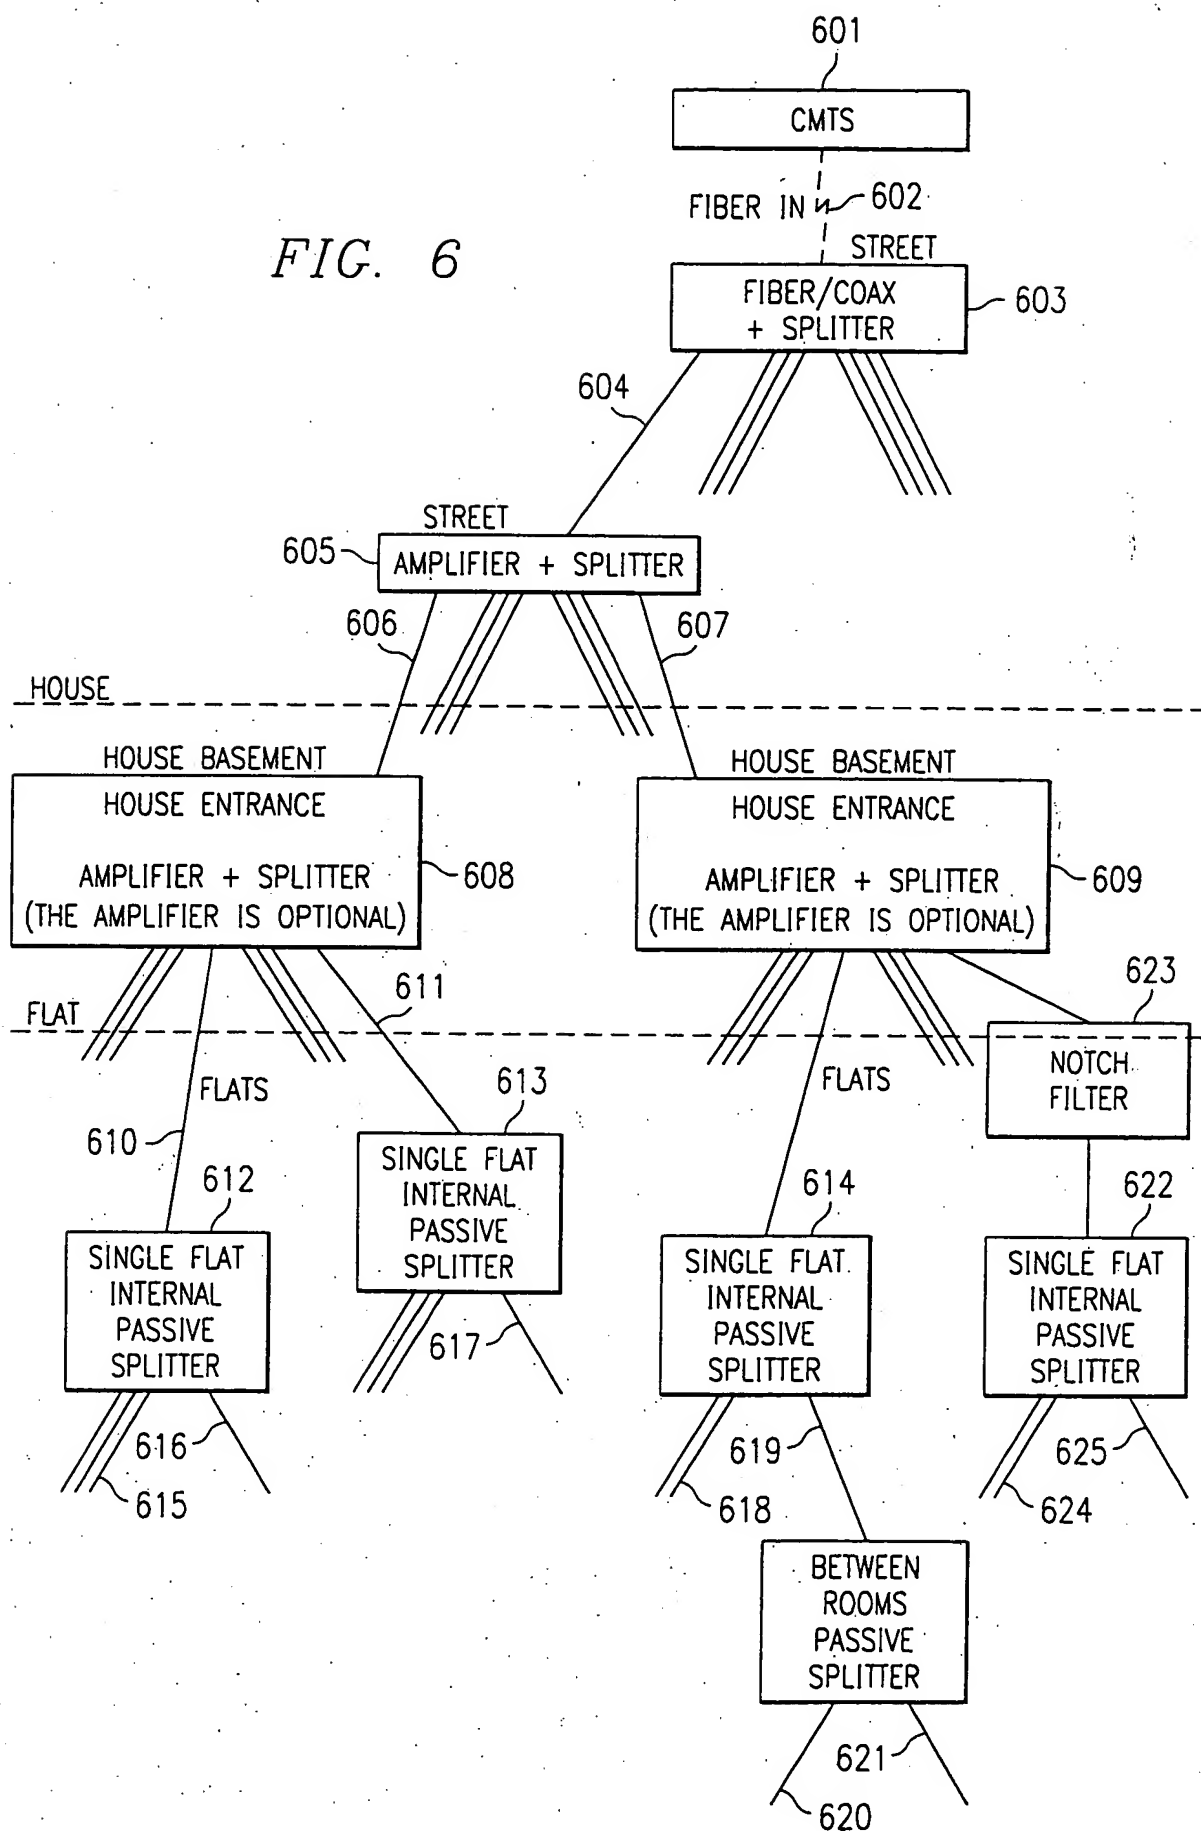 601
CMTS
FIBER IN
602
FIG. 6
STREET
FIBER/COAX
+ SPLITTER
603
604
STREET
605
AMPLIFIER + SPLITTER
606
607
HOUSE
HOUSE BASEMENT
HOUSE ENTRANCE
AMPLIFIER + SPLITTER
(THE AMPLIFIER IS OPTIONAL)
608
HOUSE BASEMENT
HOUSE ENTRANCE
AMPLIFIER + SPLITTER
(THE AMPLIFIER IS OPTIONAL)
609
611
623
FLAT
NOTCH
FILTER
FLATS
FLATS
610
613
SINGLE FLAT
INTERNAL
PASSIVE
SPLITTER
612
SINGLE FLAT
INTERNAL
PASSIVE
SPLITTER
614
SINGLE FLAT
INTERNAL
PASSIVE
SPLITTER
622
SINGLE FLAT
INTERNAL
PASSIVE
SPLITTER
617
616
615
619
618
625
624
BETWEEN
ROOMS
PASSIVE
SPLITTER
621
620